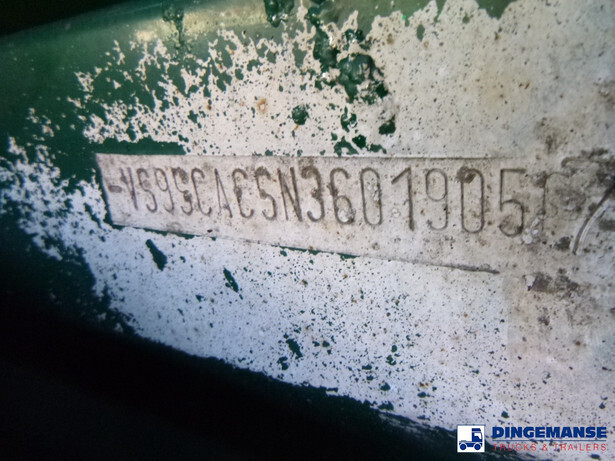 -VS9SCAC5N3601905
DINGEMANSE
TRUCKS & TRAILERS